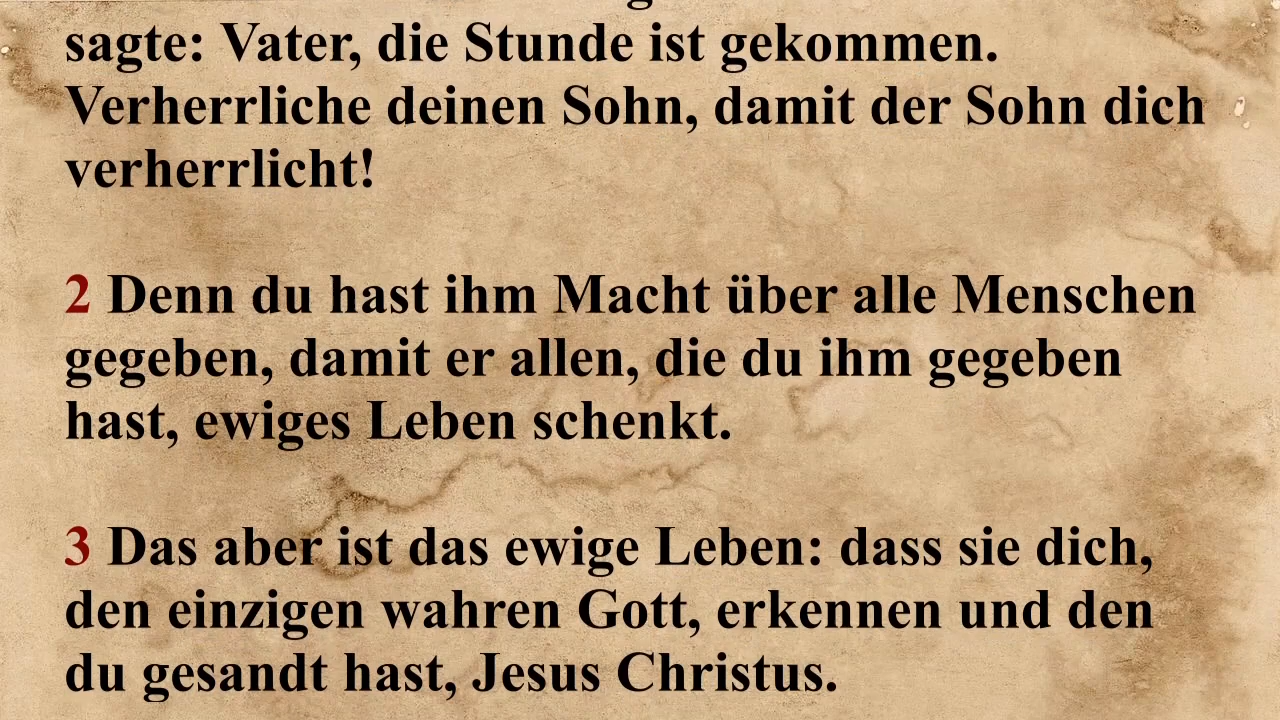 sagte: Vater, die Stunde ist gekommen.
Verherrliche deinen Sohn, damit der Sohn dich
verherrlicht!
2 Denn du hast ihm Macht über alle Menschen
gegeben, damit er allen, die du ihm gegeben
hast, ewiges Leben schenkt.
3 Das aber ist das ewige Leben: dass sie dich,
den einzigen wahren Gott, erkennen und den
du gesandt hast, Jesus Christus.